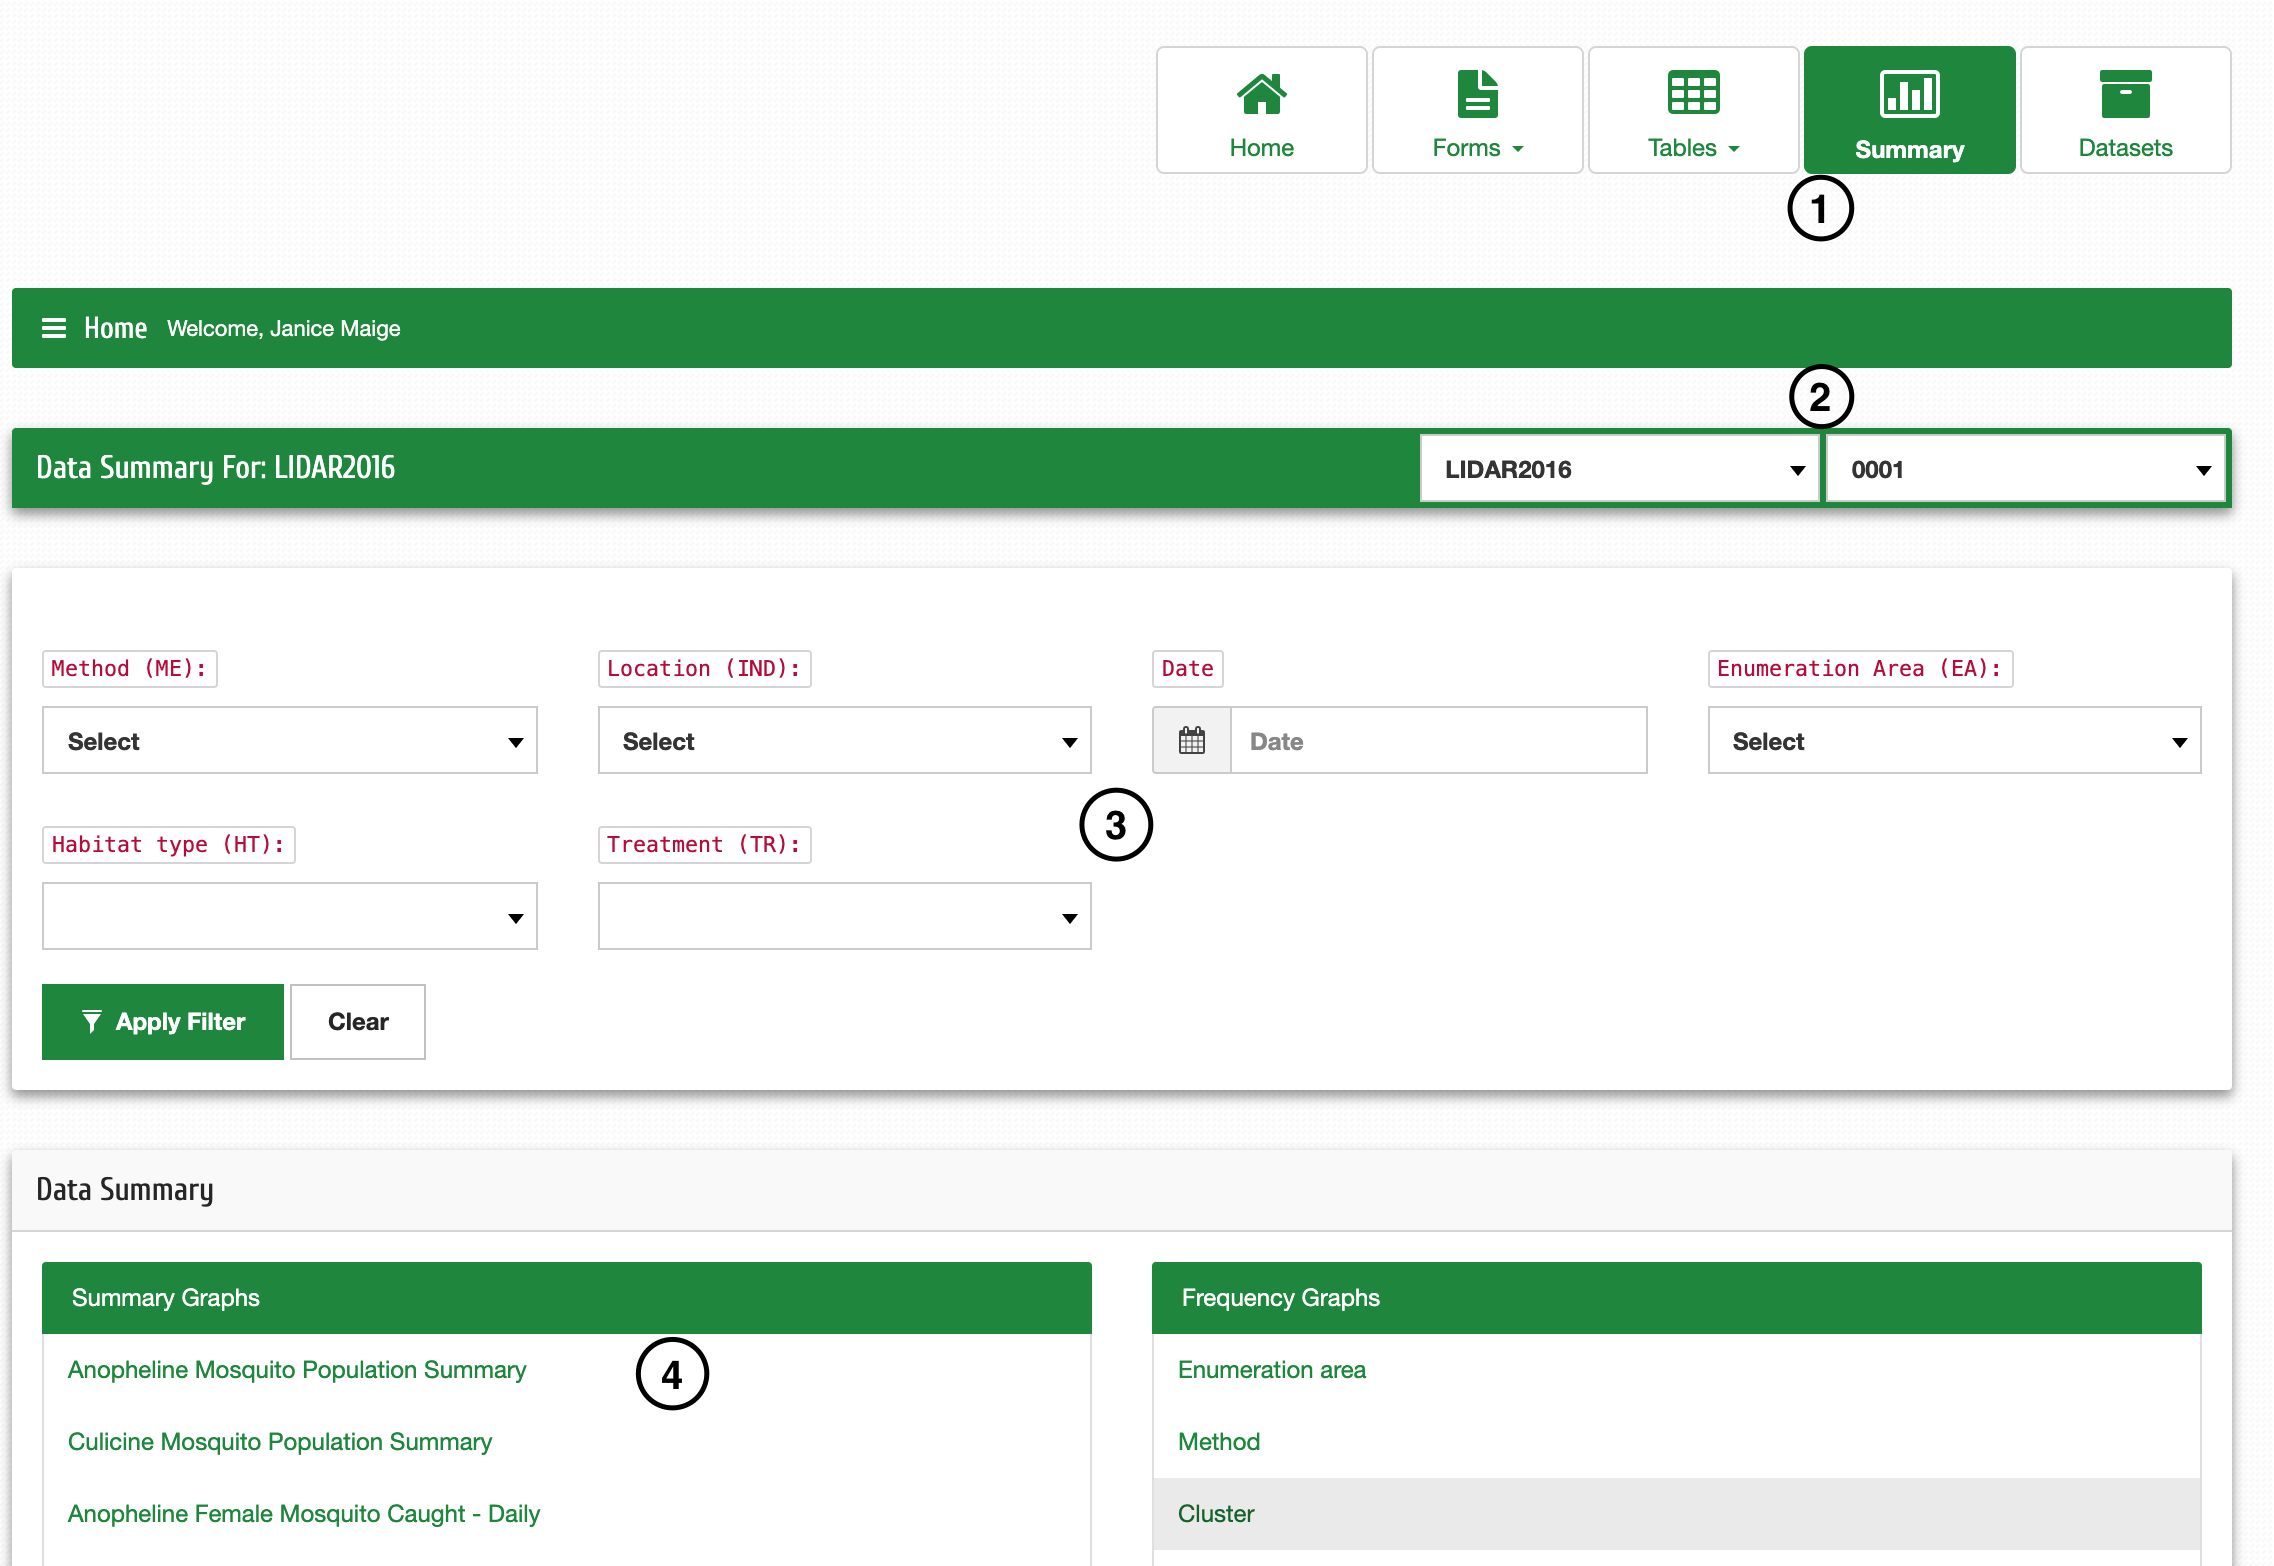 Home
Forms
Tables
Summary
Datasets
1
Home Welcome, Janice Maige
2
Data Summary For: LIDAR2016
LIDAR2016
0001
Method (ME):
Location (IND):
Date
Enumeration Area (EA):
Select
Select
Date
Select
3
Habitat type (HT):
Treatment (TR):
Apply Filter
Clear
Data Summary
Summary Graphs
Frequency Graphs
Anopheline Mosquito Population Summary
4
Enumeration area
Culicine Mosquito Population Summary
Method
Anopheline Female Mosquito Caught - Daily
Cluster